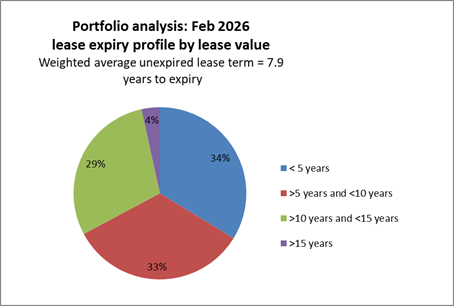 Portfolio analysis: Feb 2026
lease expiry profile by lease value
Weighted average unexpired lease term = 7.9
years to expiry
4%
34%
29%
33%
< 5 years
>5 years and <10 years
>10 years and <15 years
>15 years